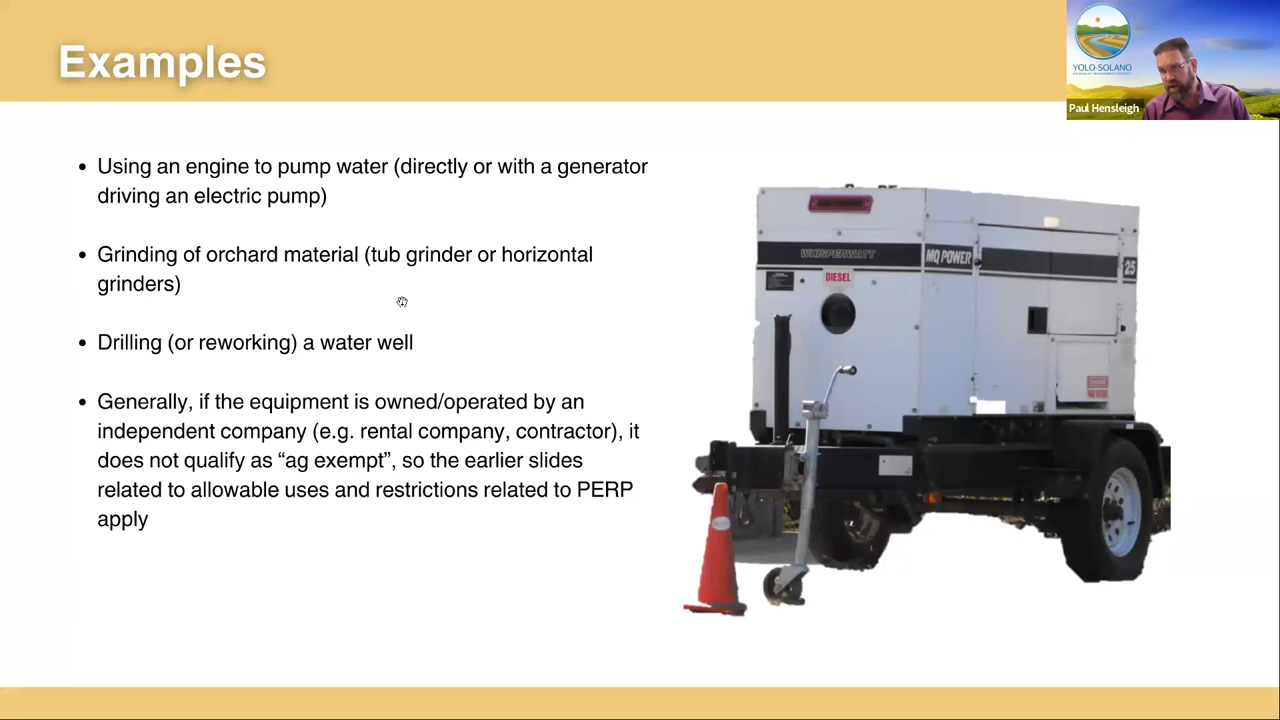 Examples
YOLO-SOLANO
Paul Hensleigh
• Using an engine to pump water (directly or with a generator
driving an electric pump)
• Grinding of orchard material (tub grinder or horizontal
grinders)
• Drilling (or reworking) a water well
• Generally, if the equipment is owned/operated by an
independent company (e.g. rental company, contractor), it
does not qualify as “ag exempt”, so the earlier slides
related to allowable uses and restrictions related to PERP
apply
WHISPERWATT
MQ POWER
25
DIESEL